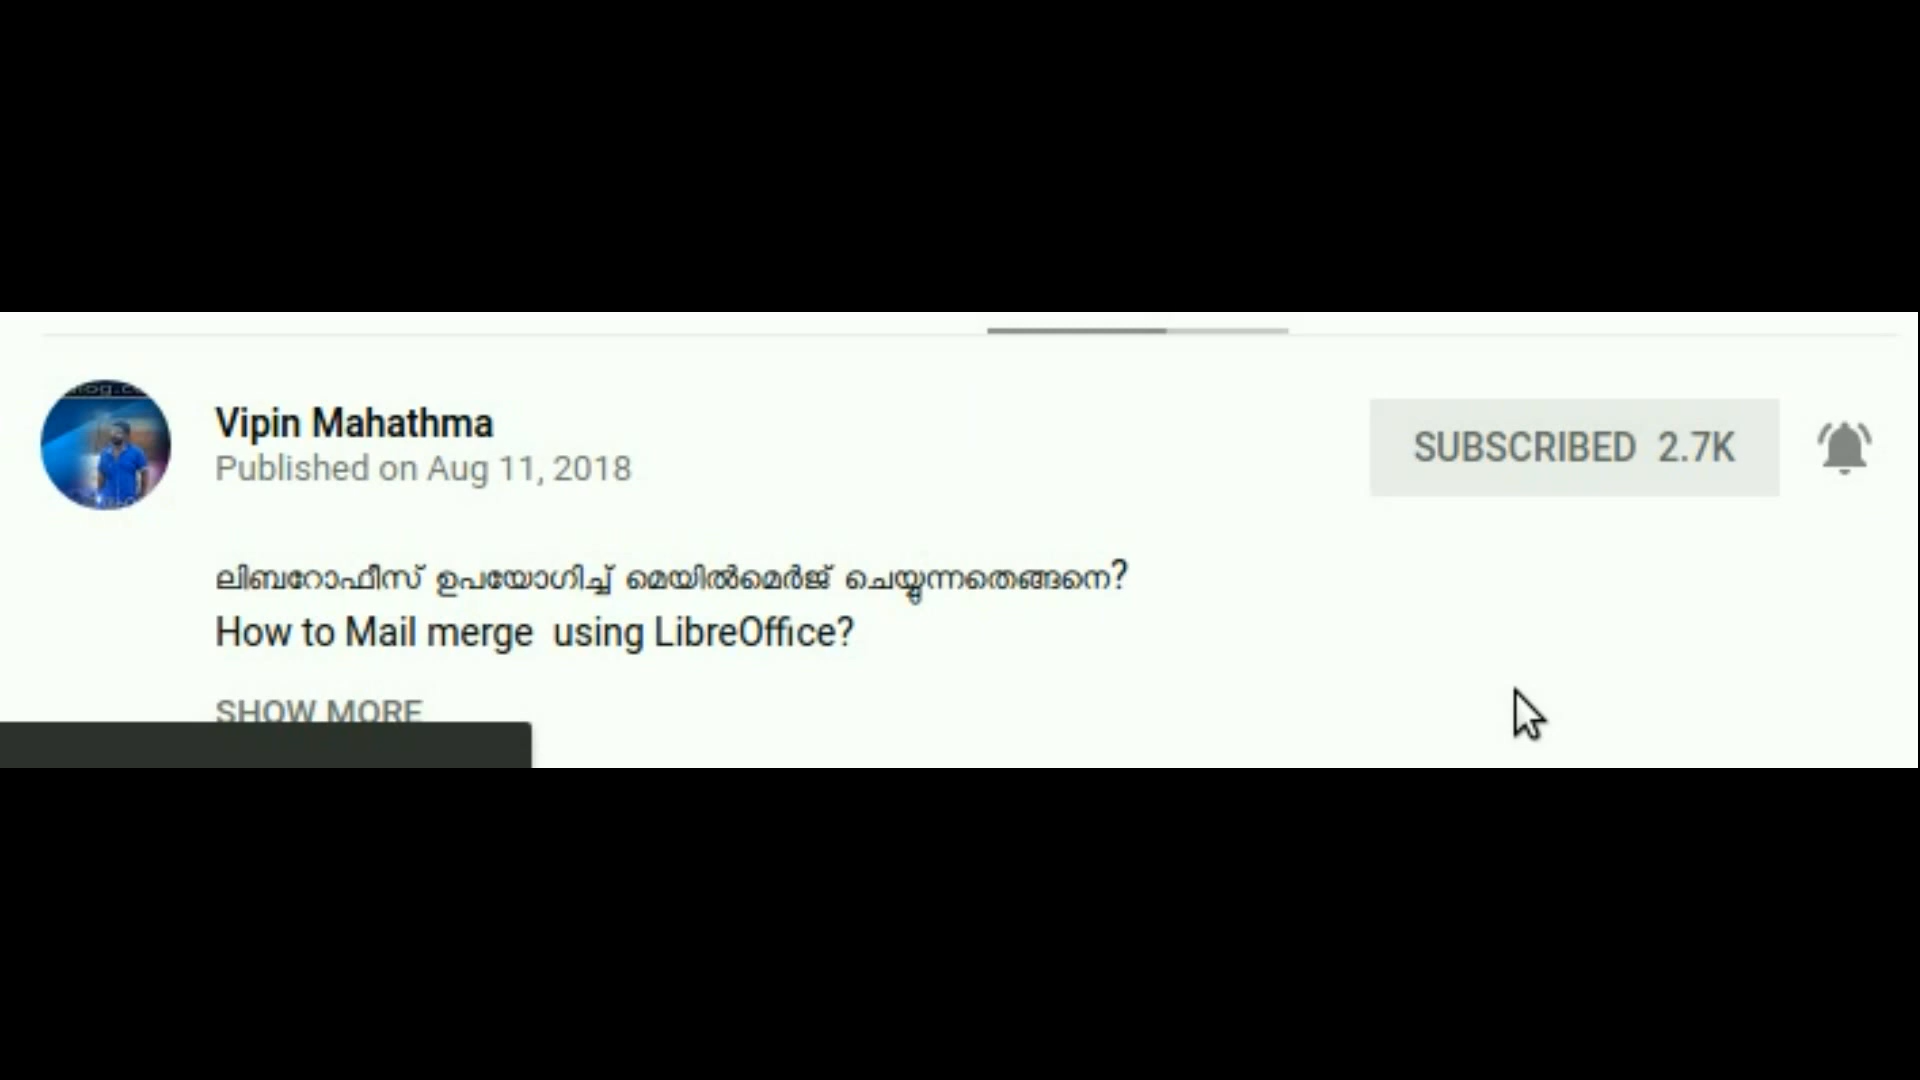 Vipin Mahathma
Published on Aug 11, 2018
SUBSCRIBED 2.7K
ലിബറോഫീസ് ഉപയോഗിച്ച് മെയിൽമെർജ് ചെയ്യുന്നതെങ്ങനെ?
How to Mail merge  using LibreOffice?
SHOW MORE